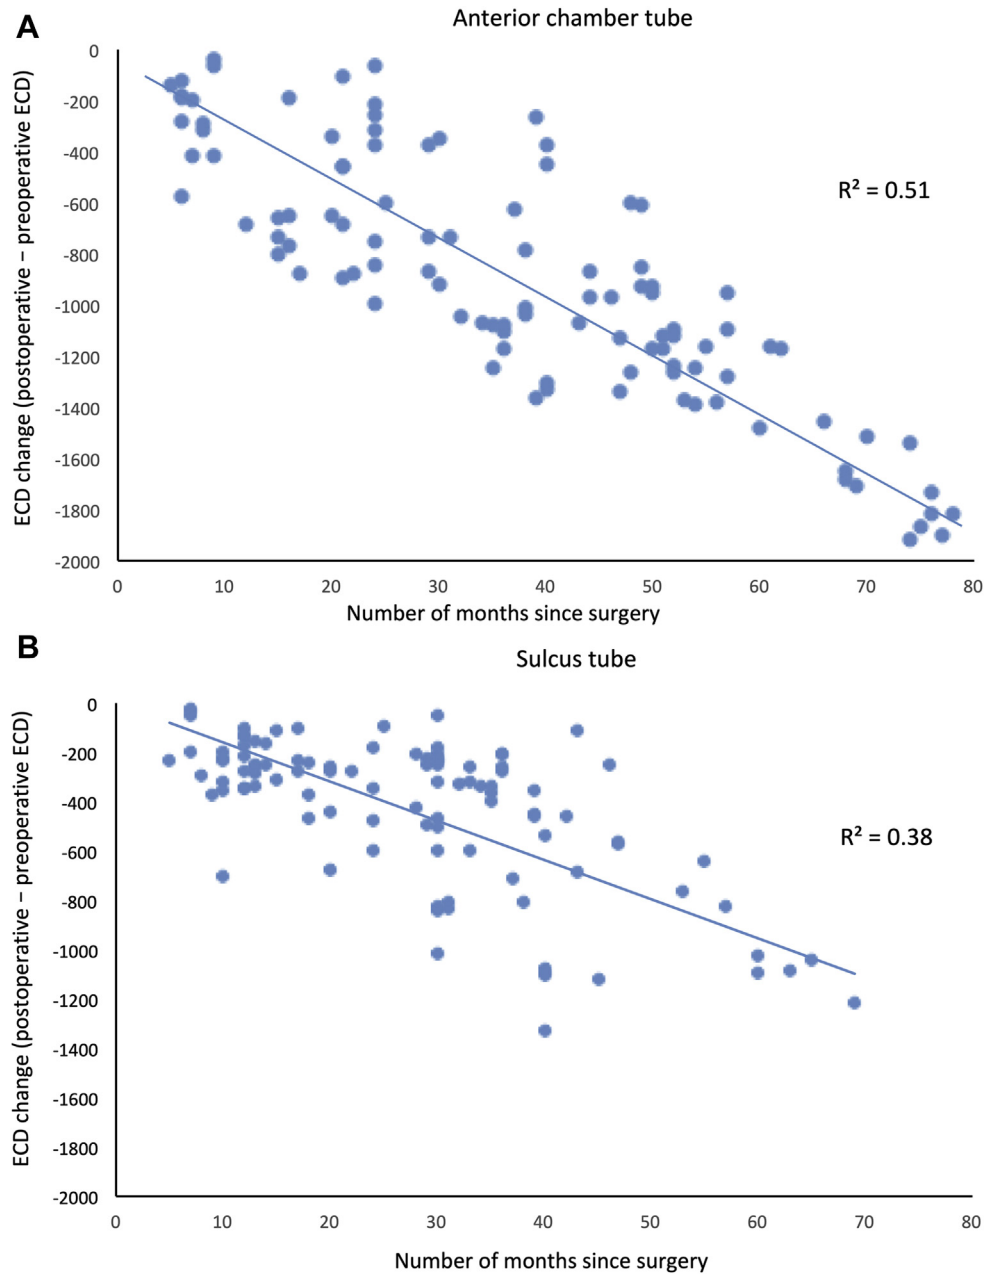 A
Anterior chamber tube
ECD change (postoperative – preoperative ECD)
0
-200
-400
-600
-800
-1000
-1200
-1400
-1600
-1800
-2000
R² = 0.51
0 10 20 30 40 50 60 70 80
Number of months since surgery
B
Sulcus tube
ECD change (postoperative – preoperative ECD)
0
-200
-400
-600
-800
-1000
-1200
-1400
-1600
-1800
-2000
R² = 0.38
0 10 20 30 40 50 60 70 80
Number of months since surgery